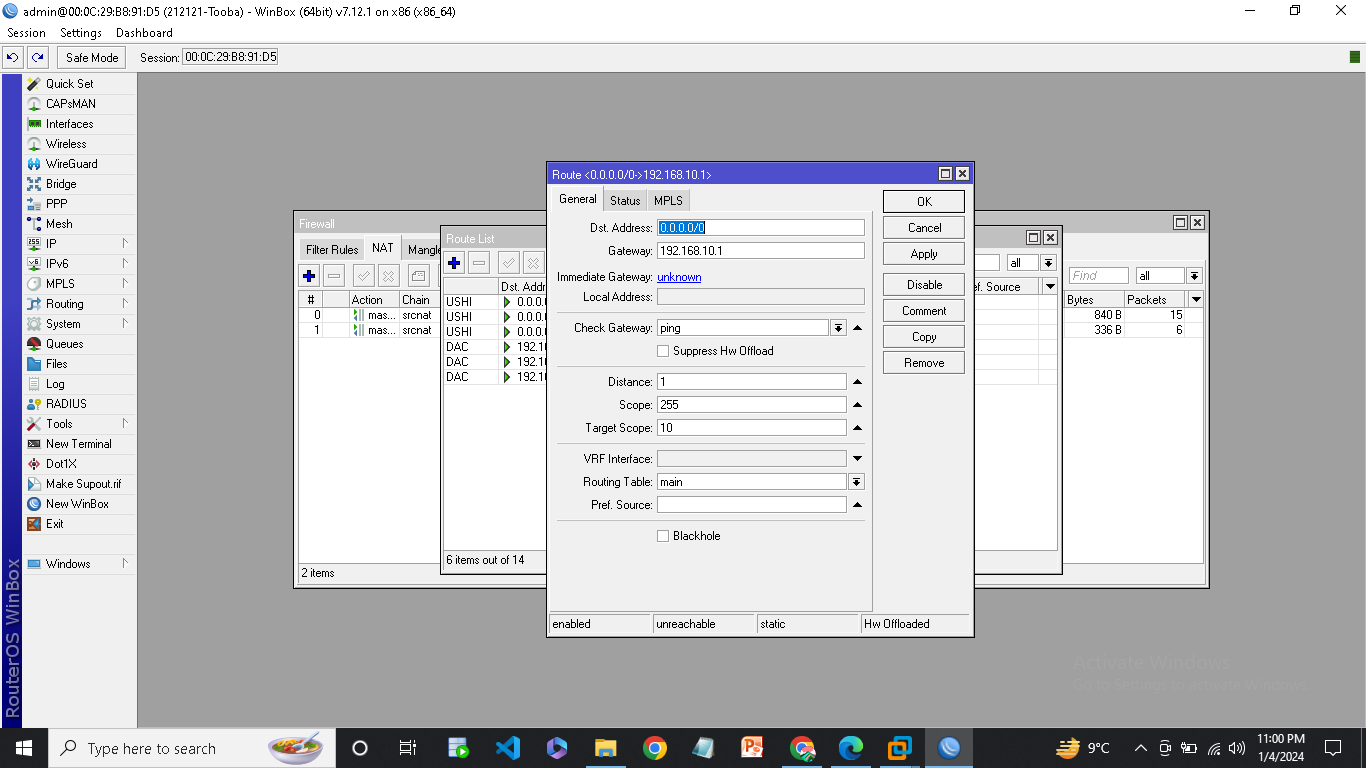 admin@00:0C:29:B8:91:D5 (212121-Tooba) - WinBox (64bit) v7.12.1 on x86 (x86_64)
Session Settings Dashboard
Safe Mode Session: 00:0C:29:B8:91:D5
Quick Set
CAPsMAN
Interfaces
Wireless
WireGuard
Bridge
PPP
Mesh
IP
IPv6
MPLS
Routing
System
Queues
Files
Log
RADIUS
Tools
New Terminal
Dot1X
Make Supout.rif
New WinBox
Exit
Windows
RouterOS WinBox
Firewall
Filter Rules NAT Mangle
# Action Chain
0 mas... srcnat
1 mas... srcnat
2 items
Route List
Dst. Addr
USHI 0.0.0.0
USHI 0.0.0.0
USHI 0.0.0.0
DAC 192.16
DAC 192.16
DAC 192.16
6 items out of 14
all
ef. Source
Find all
Bytes Packets
840 B 15
336 B 6
Route <0.0.0.0/0->192.168.10.1>
General Status MPLS
Dst. Address: 0.0.0.0/0
Gateway: 192.168.10.1
Immediate Gateway: unknown
Local Address:
Check Gateway: ping
Suppress Hw Offload
Distance: 1
Scope: 255
Target Scope: 10
VRF Interface:
Routing Table: main
Pref. Source:
Blackhole
OK
Cancel
Apply
Disable
Comment
Copy
Remove
enabled unreachable static Hw Offloaded
Activate Windows
Go to Settings to activate Windows.
Type here to search
9°C
11:00 PM
1/4/2024